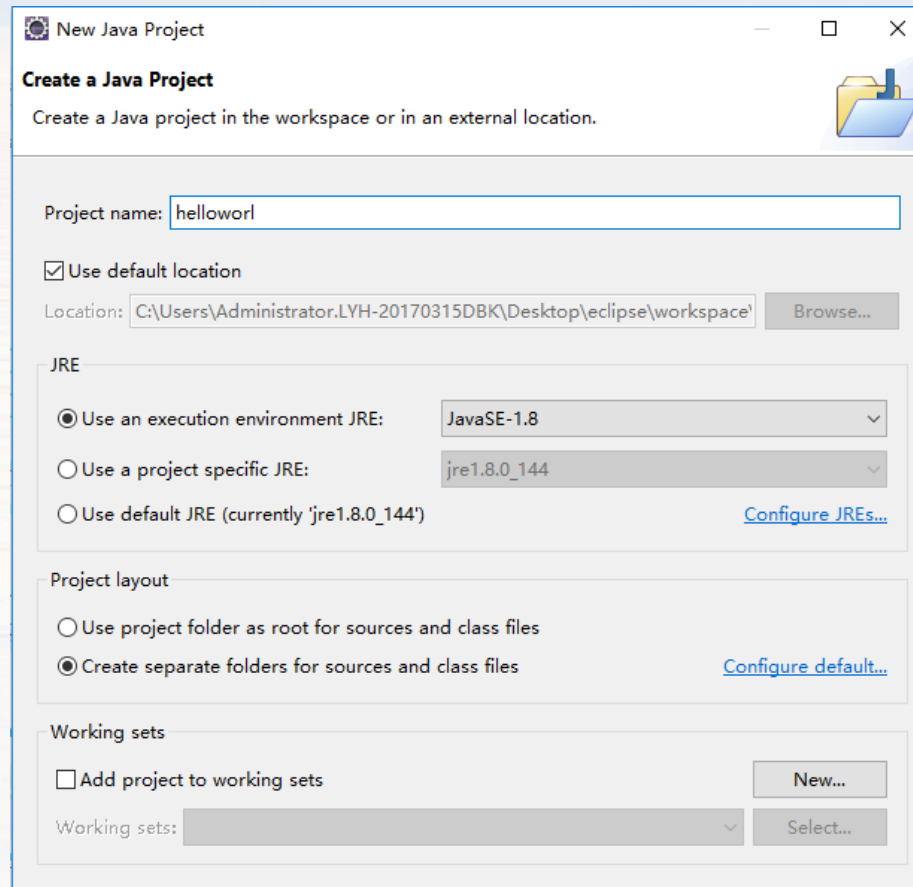 New Java Project
Create a Java Project
Create a Java project in the workspace or in an external location.
Project name: helloworl
Use default location
Location: C:\Users\Administrator.LYH-20170315DBK\Desktop\eclipse\workspace\ Browse...
JRE
Use an execution environment JRE: JavaSE-1.8
Use a project specific JRE: jre1.8.0_144
Use default JRE (currently 'jre1.8.0_144') Configure JREs...
Project layout
Use project folder as root for sources and class files
Create separate folders for sources and class files Configure default...
Working sets
Add project to working sets New...
Working sets: Select...